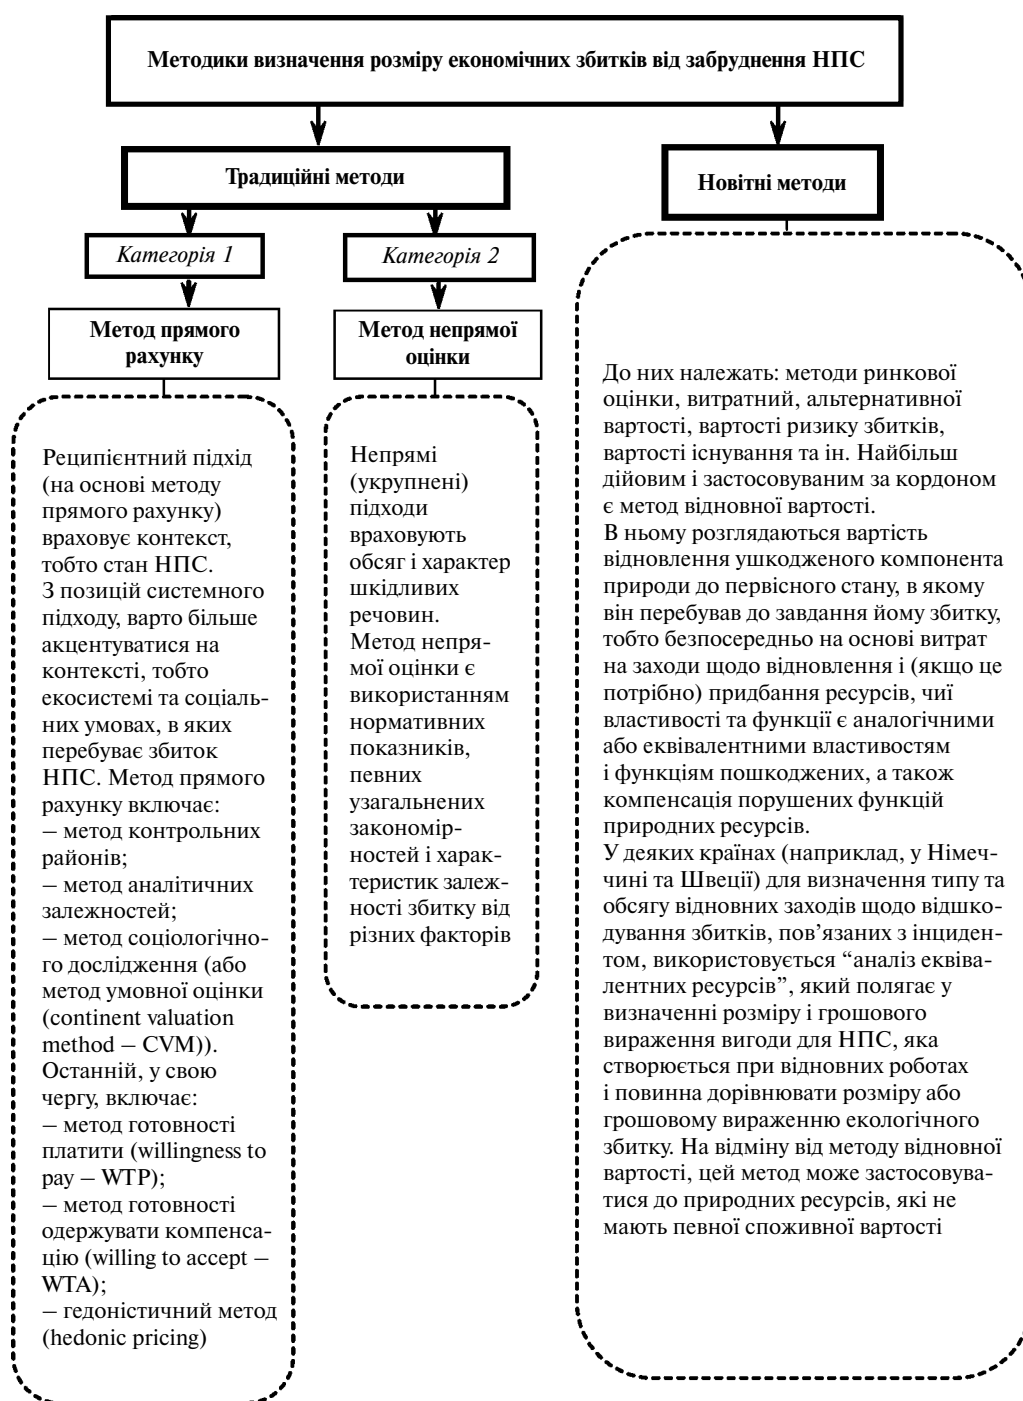 Методики визначення розміру економічних збитків від забруднення НПС
Традиційні методи
Новітні методи
Категорія 1
Категорія 2
Метод прямого
рахунку
Метод непрямої
оцінки
Реципієнтний підхід
(на основі методу
прямого рахунку)
враховує контекст,
тобто стан НПС.
З позицій системного
підходу, варто більше
акцентуватися на
контексті, тобто
екосистемі та соціаль-
них умовах, в яких
перебуває збиток
НПС. Метод прямого
рахунку включає:
– метод контрольних
районів;
– метод аналітичних
залежностей;
– метод соціологічно-
го дослідження (або
метод умовної оцінки
(continent valuation
method – CVM)).
Останній, у свою
чергу, включає:
– метод готовності
платити (willingness to
pay – WTP);
– метод готовності
одержувати компенса-
цію (willing to accept –
WTA);
– гедоністичний метод
(hedonic pricing)
Непрямі
(укрупнені)
підходи
враховують
обсяг і характер
шкідливих
речовин.
Метод непря-
мої оцінки є
використанням
нормативних
показників,
певних
узагальнених
закономір-
ностей і харак-
теристик залеж-
ності збитку від
різних факторів
До них належать: методи ринкової
оцінки, витратний, альтернативної
вартості, вартості ризику збитків,
вартості існування та ін. Найбільш
дійовим і застосовуваним за кордоном
є метод відновної вартості.
В ньому розглядаються вартість
відновлення ушкодженого компонента
природи до первісного стану, в якому
він перебував до завдання йому збитку,
тобто безпосередньо на основі витрат
на заходи щодо відновлення і (якщо це
потрібно) придбання ресурсів, чиї
властивості та функції є аналогічними
або еквівалентними властивостям
і функціям пошкоджених, а також
компенсація порушених функцій
природних ресурсів.
У деяких країнах (наприклад, у Німеч-
чині та Швеції) для визначення типу та
обсягу відновних заходів щодо відшко-
дування збитків, пов’язаних з інциден-
том, використовується “аналіз еквіва-
лентних ресурсів”, який полягає у
визначенні розміру і грошового
вираження вигоди для НПС, яка
створюється при відновних роботах
і повинна дорівнювати розміру або
грошовому вираженню екологічного
збитку. На відміну від методу відновної
вартості, цей метод може застосовува-
тися до природних ресурсів, які не
мають певної споживної вартості